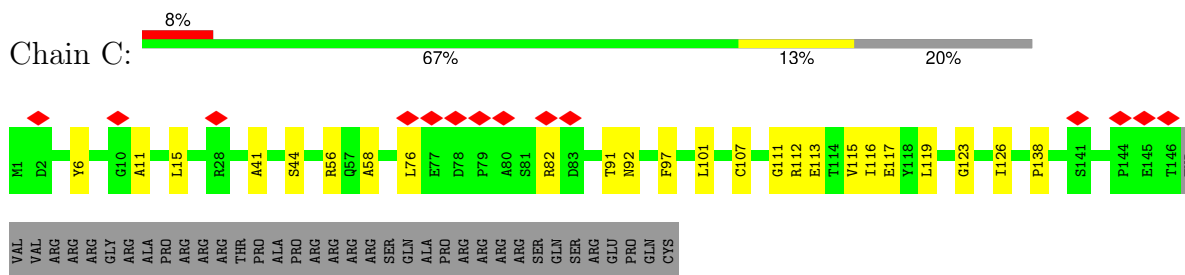 8%
Chain C:
67% 13% 20%
M1 D2 Y6 G10 A11 L15 R28 A41 S44 R56 Q57 A58 L76 E77 D78 P79 A80 S81 R82 D83 T91 N92 F97 L101 C107 G111 R112 E113 T114 V115 I116 E117 Y118 L119 G123 I126 P138 S141 P144 E145 T146
VAL VAL ARG ARG ARG GLY ARG ALA PRO ARG ARG ARG THR PRO ALA PRO ARG ARG ARG ARG SER GLN ALA PRO ARG ARG ARG ARG SER GLN SER ARG GLU PRO GLN CYS